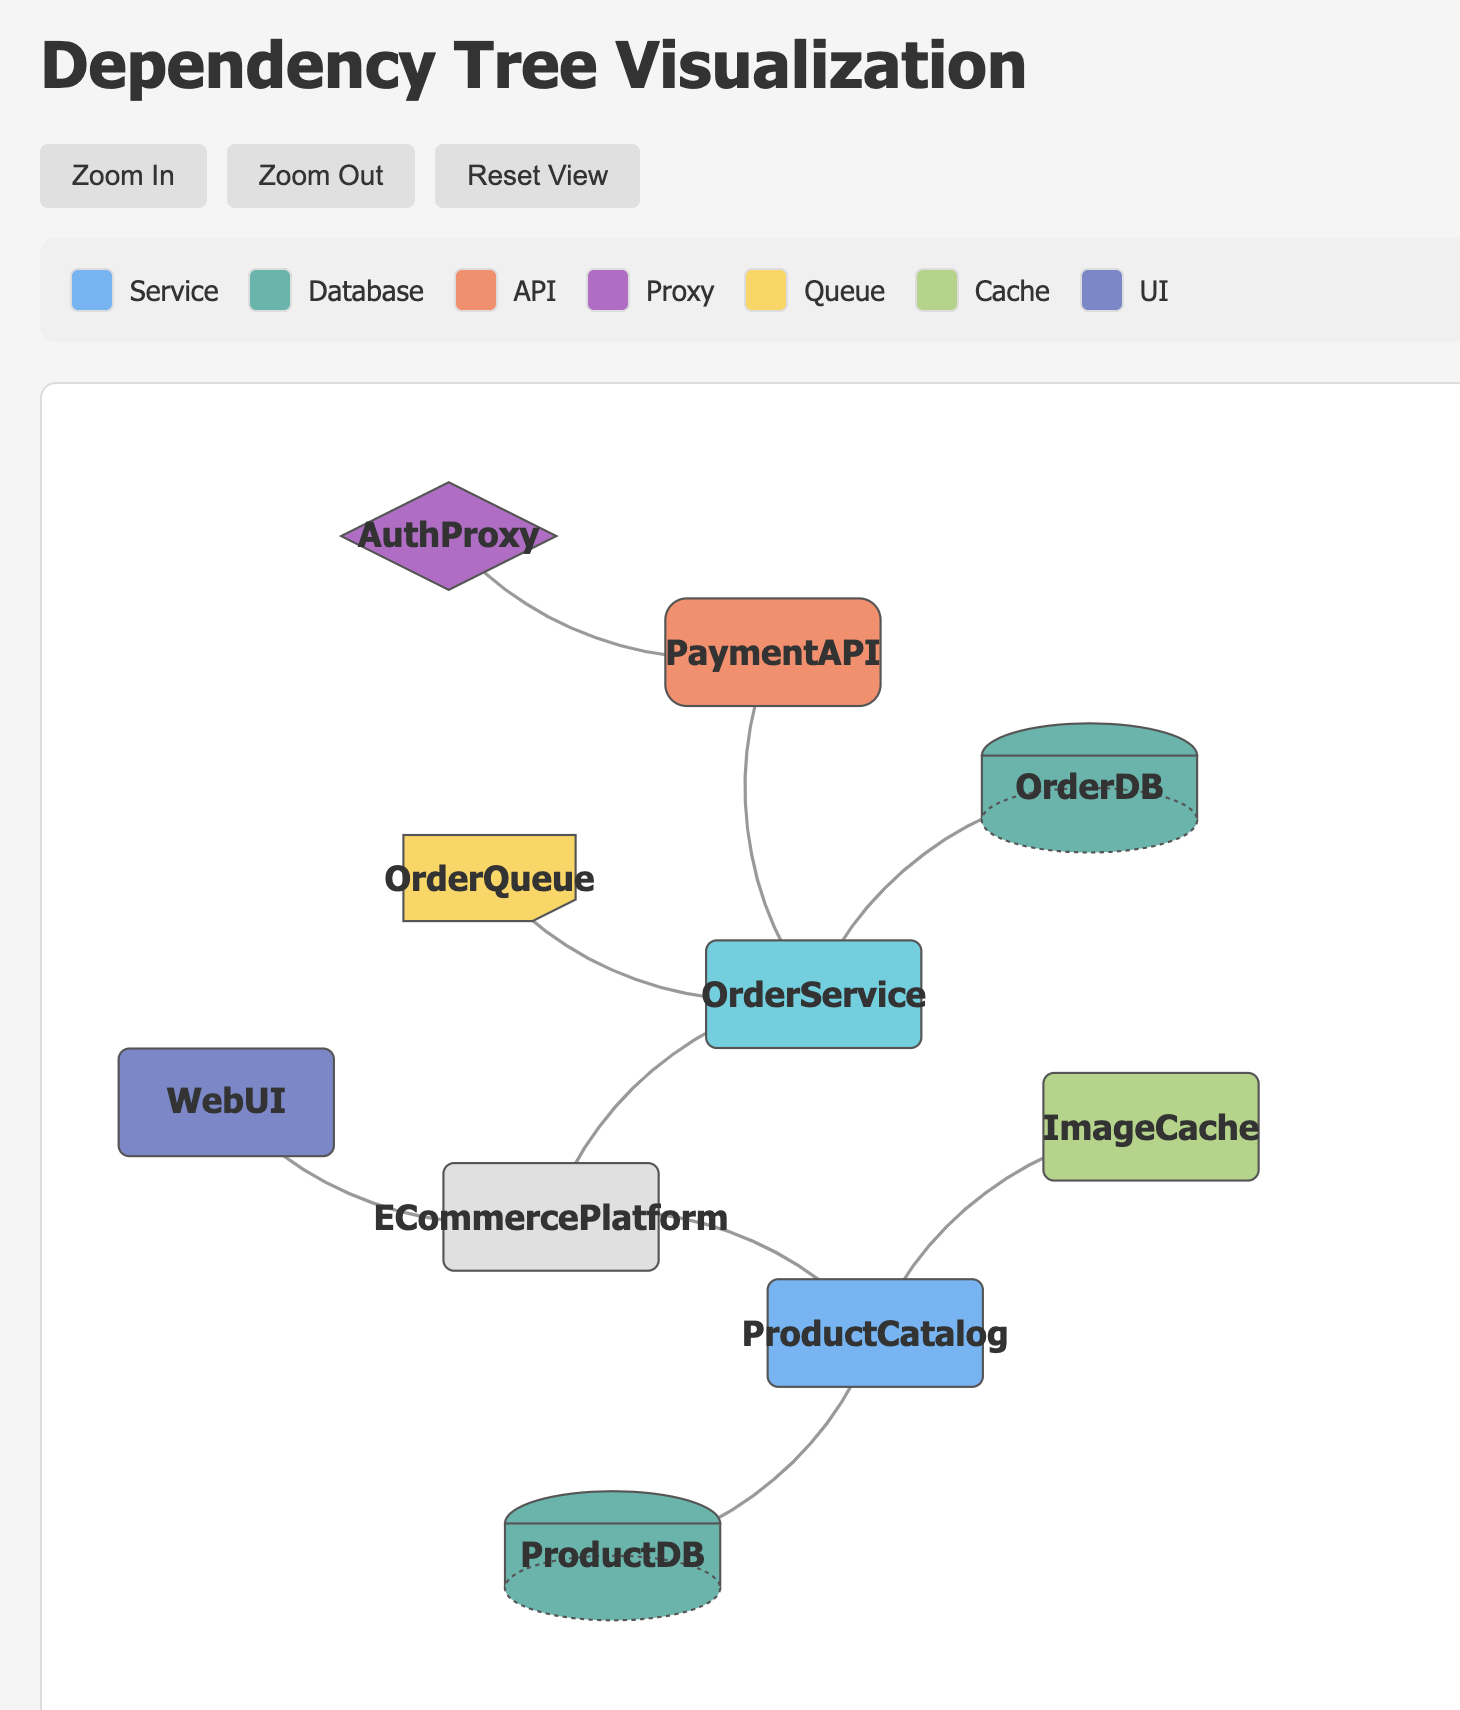 Dependency Tree Visualization
Zoom In
Zoom Out
Reset View
Service
Database
API
Proxy
Queue
Cache
UI
AuthProxy
PaymentAPI
OrderDB
OrderQueue
OrderService
WebUI
ImageCache
ECommercePlatform
ProductCatalog
ProductDB